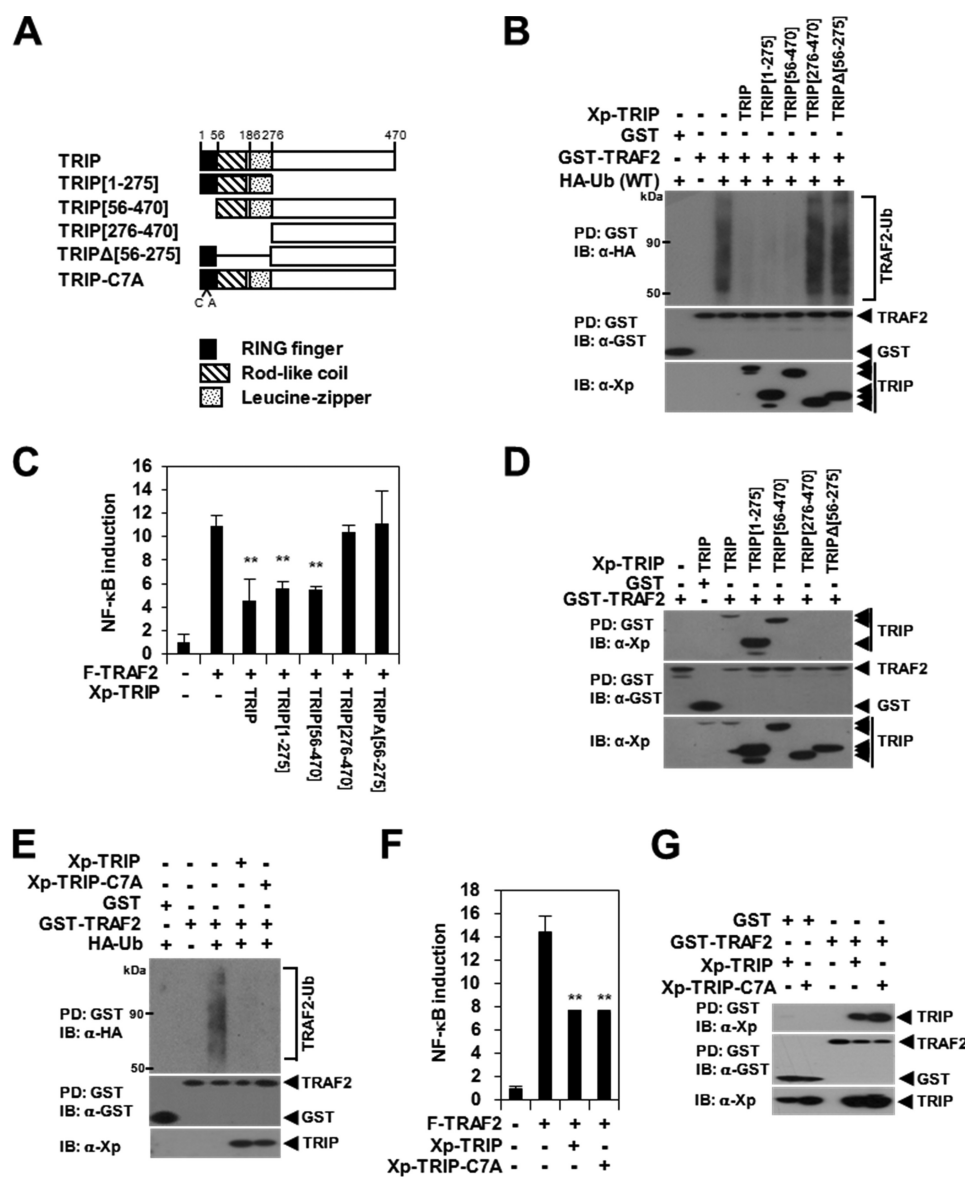 A
1 56 186 276 470
TRIP
TRIP[1-275]
TRIP[56-470]
TRIP[276-470]
TRIPΔ[56-275]
TRIP-C7A
C A
RING finger
Rod-like coil
Leucine-zipper
B
TRIP
TRIP[1-275]
TRIP[56-470]
TRIP[276-470]
TRIPΔ[56-275]
Xp-TRIP - - -
GST + - - - - - - -
GST-TRAF2 - + + + + + + +
HA-Ub (WT) + - + + + + + +
kDa
90
50
PD: GST
IB: α-HA
TRAF2-Ub
PD: GST
IB: α-GST
TRAF2
GST
IB: α-Xp
TRIP
C
NF-κB induction
16
14
12
10
8
6
4
2
0
** ** **
F-TRAF2 - + + + + + +
Xp-TRIP - -
TRIP
TRIP[1-275]
TRIP[56-470]
TRIP[276-470]
TRIPΔ[56-275]
D
TRIP
TRIP
TRIP[1-275]
TRIP[56-470]
TRIP[276-470]
TRIPΔ[56-275]
Xp-TRIP -
GST - + - - - - -
GST-TRAF2 + - + + + + +
PD: GST
IB: α-Xp
TRIP
PD: GST
IB: α-GST
TRAF2
GST
IB: α-Xp
TRIP
E
Xp-TRIP - - - + -
Xp-TRIP-C7A - - - - +
GST + - - - -
GST-TRAF2 - + + + +
HA-Ub + - + + +
kDa
90
50
PD: GST
IB: α-HA
TRAF2-Ub
PD: GST
IB: α-GST
TRAF2
GST
IB: α-Xp
TRIP
F
NF-κB induction
18
16
14
12
10
8
6
4
2
0
** **
F-TRAF2 - + + +
Xp-TRIP - - + -
Xp-TRIP-C7A - - - +
G
GST + + - - -
GST-TRAF2 - - + + +
Xp-TRIP + - - + -
Xp-TRIP-C7A - + - - +
PD: GST
IB: α-Xp
TRIP
PD: GST
IB: α-GST
TRAF2
GST
IB: α-Xp
TRIP